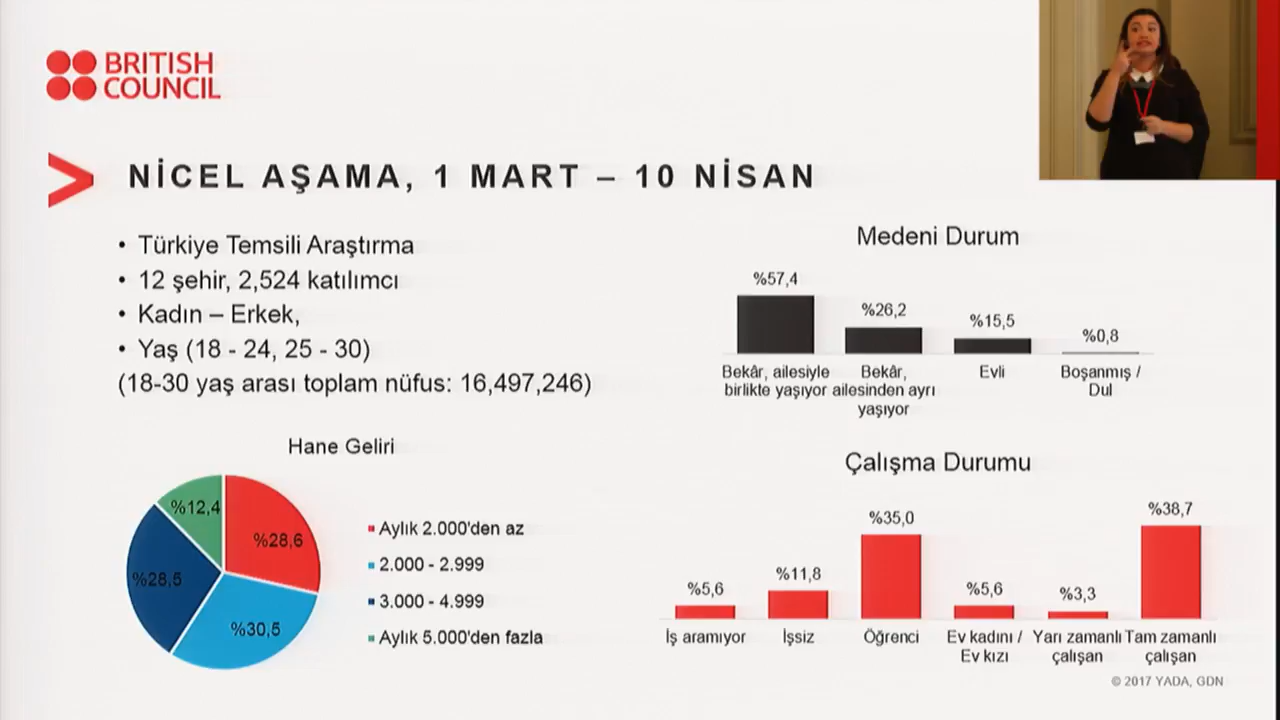 BRITISH
COUNCIL
NİCEL AŞAMA, 1 MART – 10 NİSAN
• Türkiye Temsili Araştırma
• 12 şehir, 2,524 katılımcı
• Kadın – Erkek,
• Yaş (18 - 24, 25 - 30)
(18-30 yaş arası toplam nüfus: 16,497,246)
Hane Geliri
%12,4
%28,6
%28,5
%30,5
Aylık 2.000'den az
2.000 - 2.999
3.000 - 4.999
Aylık 5.000'den fazla
Medeni Durum
%57,4
%26,2
%15,5
%0,8
Bekâr, ailesiyle
birlikte yaşıyor
Bekâr,
ailesinden ayrı
yaşıyor
Evli
Boşanmış /
Dul
Çalışma Durumu
%5,6
%11,8
%35,0
%5,6
%3,3
%38,7
İş aramıyor
İşsiz
Öğrenci
Ev kadını /
Ev kızı
Yarı zamanlı
çalışan
Tam zamanlı
çalışan
© 2017 YADA, GDN